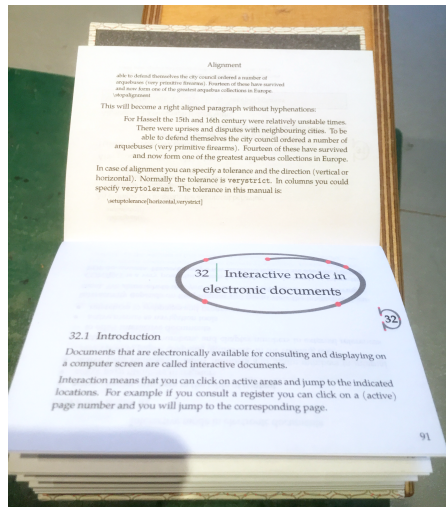 Alignment
able to defend themselves the city council ordered a number of
arquebuses (very primitive firearms). Fourteen of these have survived
and now form one of the greatest arquebus collections in Europe.
\stopalignment
This will become a right aligned paragraph without hyphenations:
For Hasselt the 15th and 16th century were relatively unstable times.
There were uprises and disputes with neighbouring cities. To be
able to defend themselves the city council ordered a number of
arquebuses (very primitive firearms). Fourteen of these have survived
and now form one of the greatest arquebus collections in Europe.
In case of alignment you can specify a tolerance and the direction (vertical or
horizontal). Normally the tolerance is verystrict. In columns you could
specify verytolerant. The tolerance in this manual is:
\setuptolerance[horizontal,verystrict]
32 Interactive mode in
electronic documents
32
32.1 Introduction
Documents that are electronically available for consulting and displaying on
a computer screen are called interactive documents.
Interaction means that you can click on active areas and jump to the indicated
locations. For example if you consult a register you can click on a (active)
page number and you will jump to the corresponding page.
91